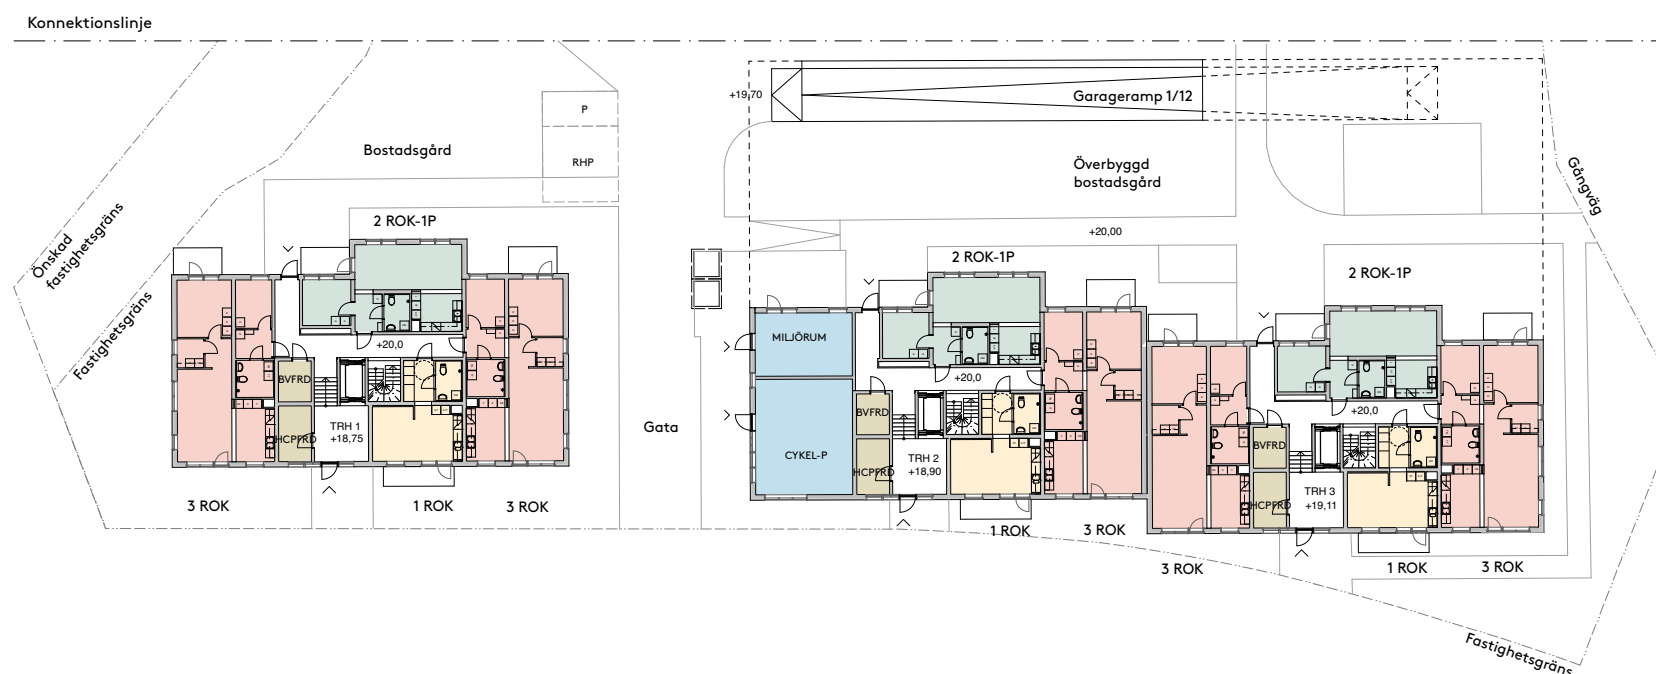 Konnektionslinje
+19,70
Garageramp 1/12
P
RHP
Bostadsgård
Överbyggd
bostadsgård
Gångväg
Önskad
fastighetsgräns
Fastighetsgräns
2 ROK-1P
+20,00
2 ROK-1P
2 ROK-1P
+20,0
BVFRD
HCPFRD
TRH 1
+18,75
Gata
MILJÖRUM
CYKEL-P
+20,0
BVFRD
HCPFRD
TRH 2
+18,90
+20,0
BVFRD
HCPFRD
TRH 3
+19,11
3 ROK
1 ROK
3 ROK
1 ROK
3 ROK
3 ROK
1 ROK
3 ROK
Fastighetsgräns